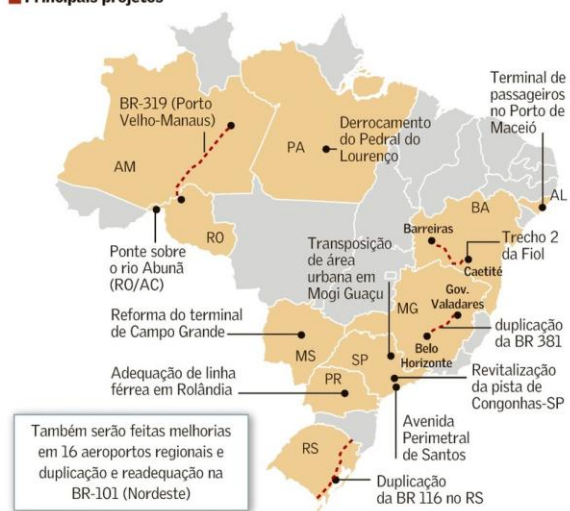 Principais projetos
Terminal de
passageiros
no Porto de
Maceió
BR-319 (Porto
Velho-Manaus)
Derrocamento
do Pedral do
Lourenço
PA
AM
AL
BA
RO
Barreiras
Trecho 2
da Fiol
Caetité
Ponte sobre
o rio Abunã
(RO/AC)
Transposição
de área
urbana em
Mogi Guaçu
Gov.
Valadares
MG
duplicação
da BR 381
Belo
Horizonte
Reforma do terminal
de Campo Grande
MS
SP
Adequação de linha
férrea em Rolândia
PR
Revitalização
da pista de
Congonhas-SP
Avenida
Perimetral
de Santos
Também serão feitas melhorias
em 16 aeroportos regionais e
duplicação e readequação na
BR-101 (Nordeste)
RS
Duplicação
da BR 116 no RS